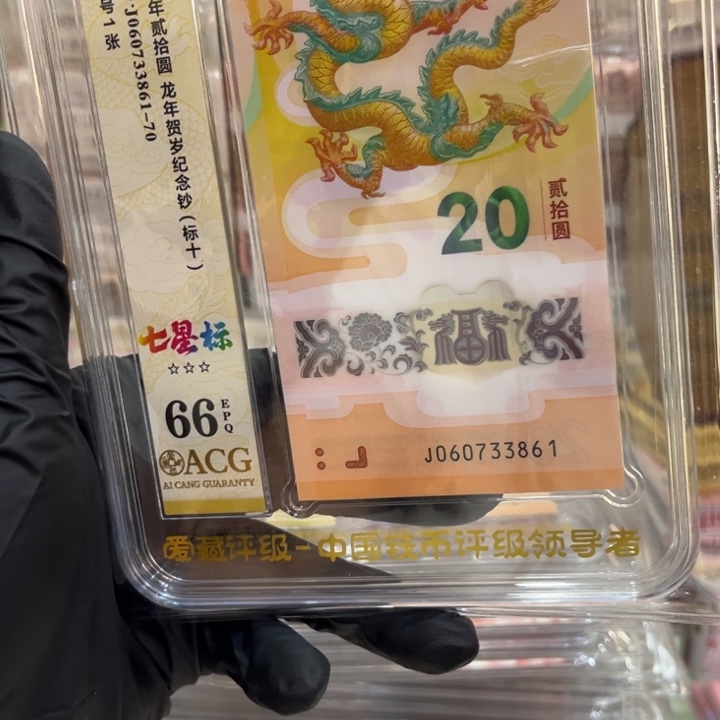 年贰拾圆 龙年贺岁纪念钞(标十)
J060733861-70
号1张
七星标
☆☆☆
66 EPQ
ACG
AI CANG GUARANTY
20
贰拾圆
福
J060733861
爱藏评级-中国钱币评级领导者